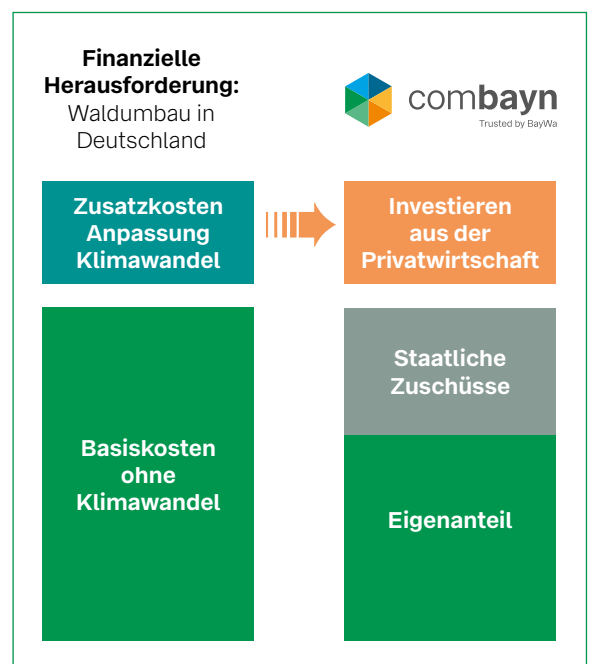 Finanzielle
Herausforderung:
Waldumbau in
Deutschland
combayn
Trusted by BayWa
Zusatzkosten
Anpassung
Klimawandel
Investieren
aus der
Privatwirtschaft
Basiskosten
ohne
Klimawandel
Staatliche
Zuschüsse
Eigenanteil